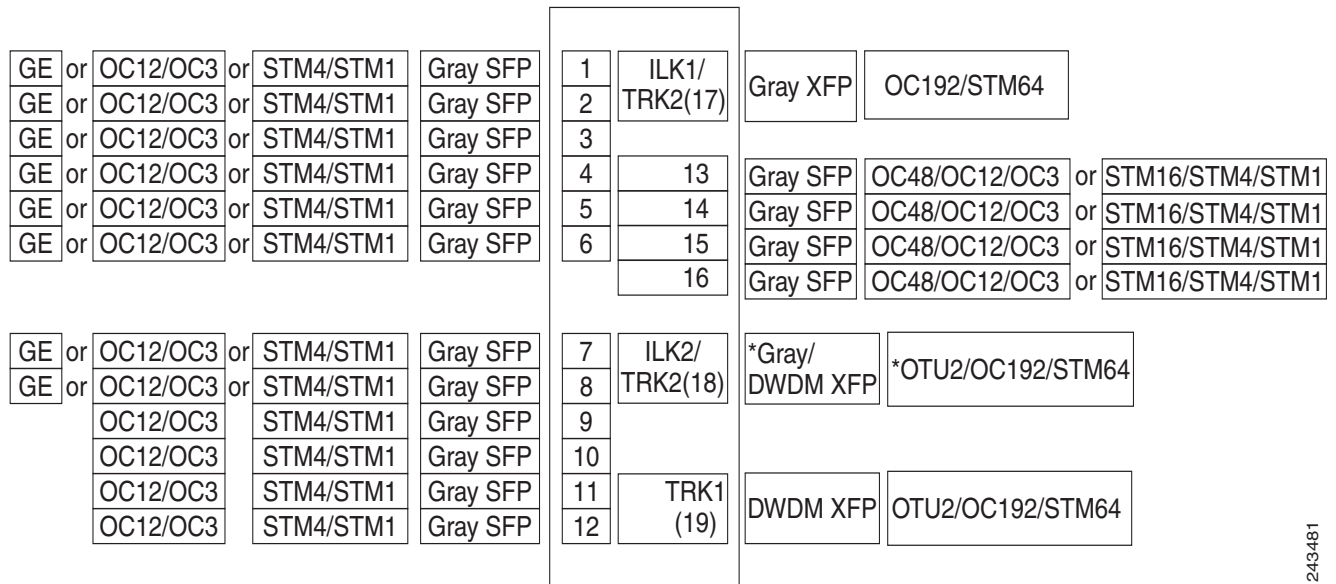 GE or OC12/OC3 or STM4/STM1 Gray SFP 1 ILK1/ TRK2(17) Gray XFP OC192/STM64
GE or OC12/OC3 or STM4/STM1 Gray SFP 2
GE or OC12/OC3 or STM4/STM1 Gray SFP 3
GE or OC12/OC3 or STM4/STM1 Gray SFP 4 13 Gray SFP OC48/OC12/OC3 or STM16/STM4/STM1
GE or OC12/OC3 or STM4/STM1 Gray SFP 5 14 Gray SFP OC48/OC12/OC3 or STM16/STM4/STM1
GE or OC12/OC3 or STM4/STM1 Gray SFP 6 15 Gray SFP OC48/OC12/OC3 or STM16/STM4/STM1
16 Gray SFP OC48/OC12/OC3 or STM16/STM4/STM1
GE or OC12/OC3 or STM4/STM1 Gray SFP 7 ILK2/ TRK2(18) *Gray/ DWDM XFP *OTU2/OC192/STM64
GE or OC12/OC3 or STM4/STM1 Gray SFP 8
OC12/OC3 STM4/STM1 Gray SFP 9
OC12/OC3 STM4/STM1 Gray SFP 10
OC12/OC3 STM4/STM1 Gray SFP 11 TRK1 (19) DWDM XFP OTU2/OC192/STM64
OC12/OC3 STM4/STM1 Gray SFP 12
243481